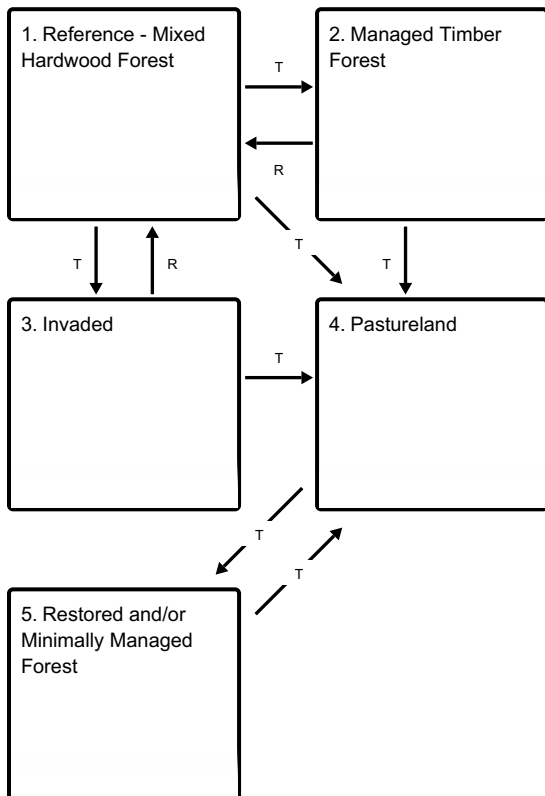 1. Reference - Mixed
Hardwood Forest
2. Managed Timber
Forest
T
R
T
T
R
T
3. Invaded
4. Pastureland
T
T
T
5. Restored and/or
Minimally Managed
Forest